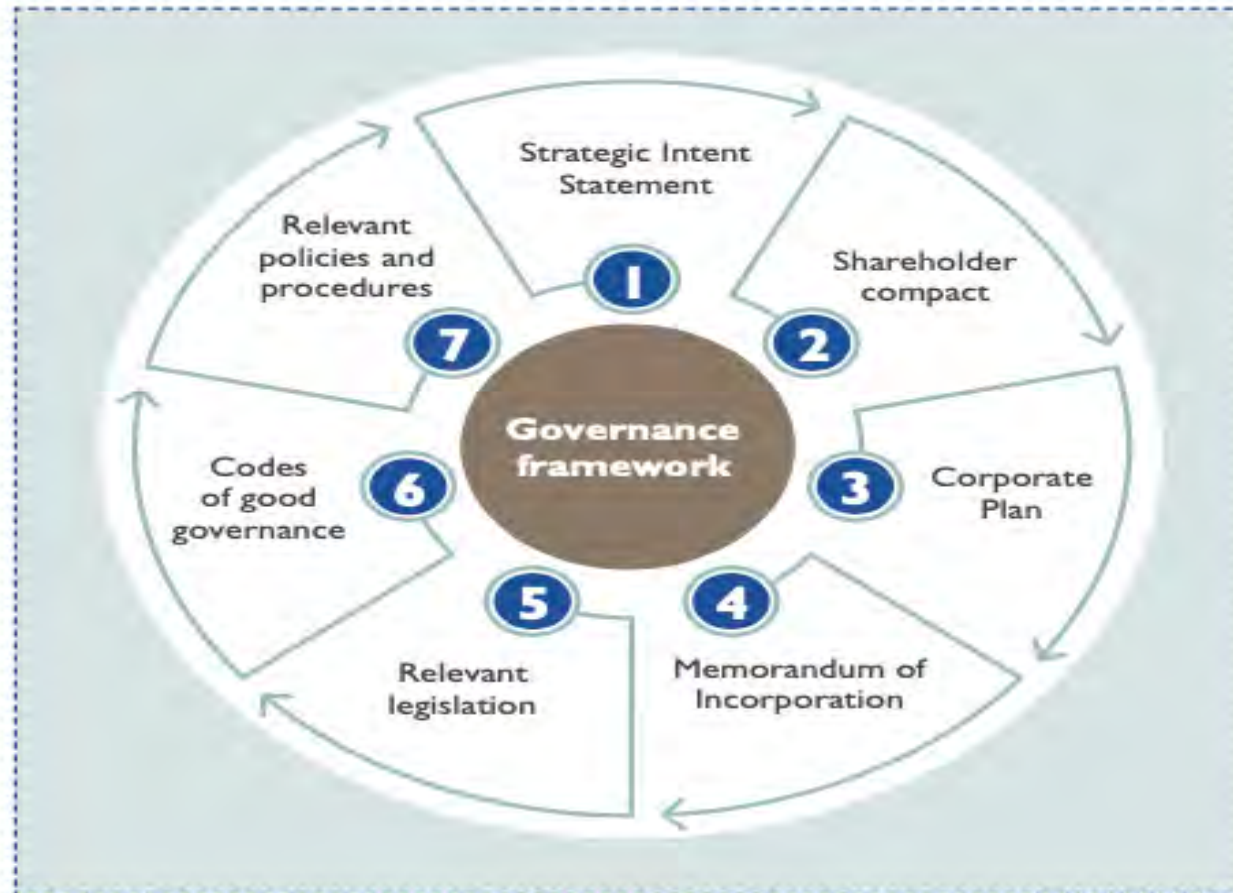 Governance
framework
1
Strategic Intent
Statement
2
Shareholder
compact
3
Corporate
Plan
4
Memorandum of
Incorporation
5
Relevant
legislation
6
Codes
of good
governance
7
Relevant
policies and
procedures